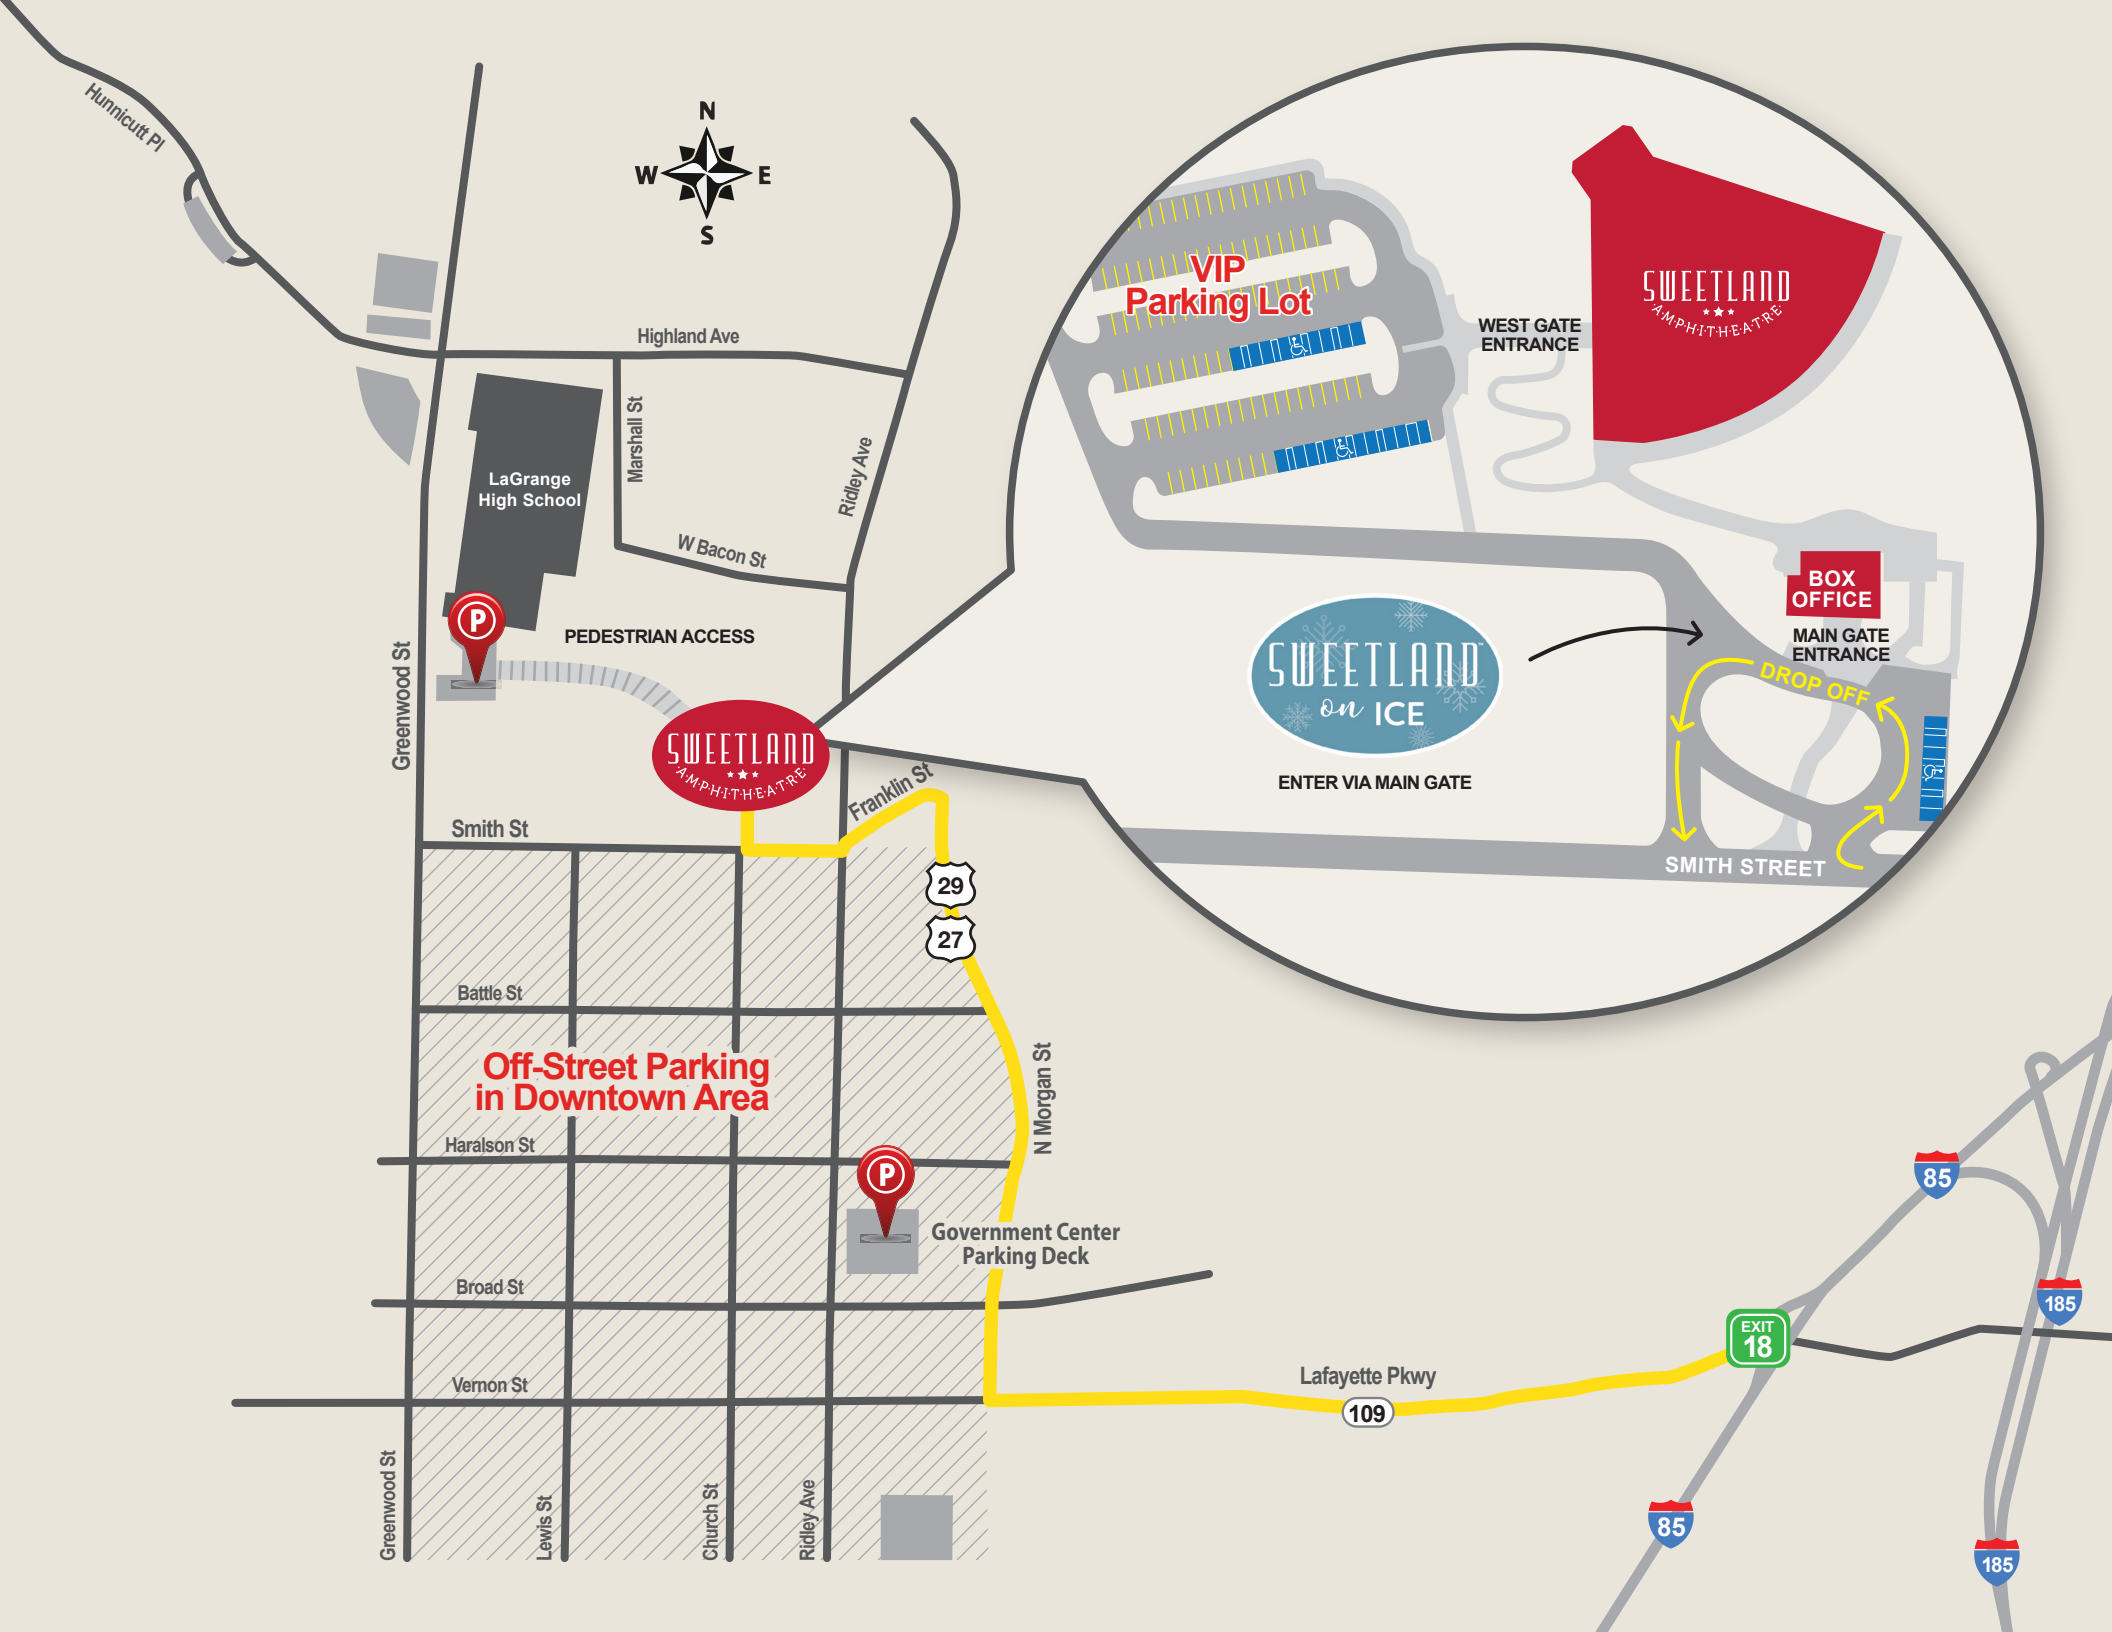 Hunnicutt Pl
N
W
E
S
Highland Ave
Marshall St
Ridley Ave
W Bacon St
LaGrange
High School
P
PEDESTRIAN ACCESS
Greenwood St
SWEETLAND
AMPHITHEATRE
Smith St
Franklin St
29
27
Battle St
Off-Street Parking
in Downtown Area
N Morgan St
Haralson St
P
Government Center
Parking Deck
Broad St
Vernon St
Greenwood St
Lewis St
Church St
Ridley Ave
Lafayette Pkwy
109
EXIT
18
85
185
85
185
VIP
Parking Lot
WEST GATE
ENTRANCE
SWEETLAND
AMPHITHEATRE
BOX
OFFICE
MAIN GATE
ENTRANCE
DROP OFF
SWEETLAND
on ICE
ENTER VIA MAIN GATE
SMITH STREET